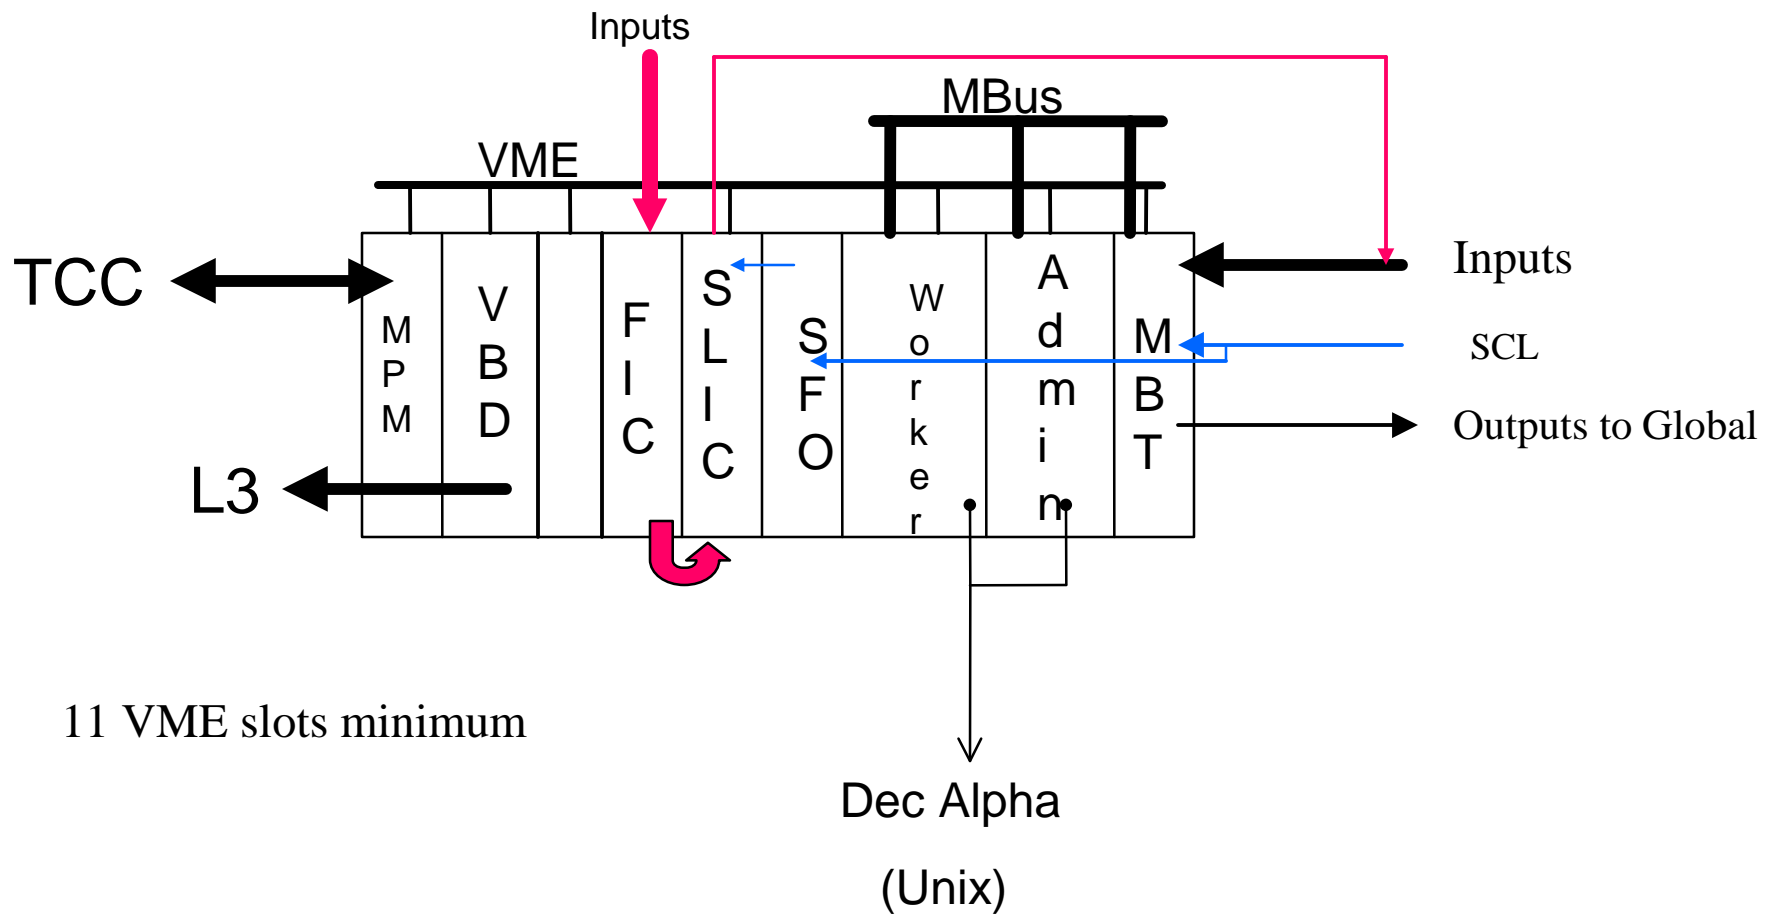 Inputs
MBus
VME
TCC
L3
MPM
VBD
FIC
SLIC
SFO
Worker
Admin
MBT
Inputs
SCL
Outputs to Global
11 VME slots minimum
Dec Alpha
(Unix)